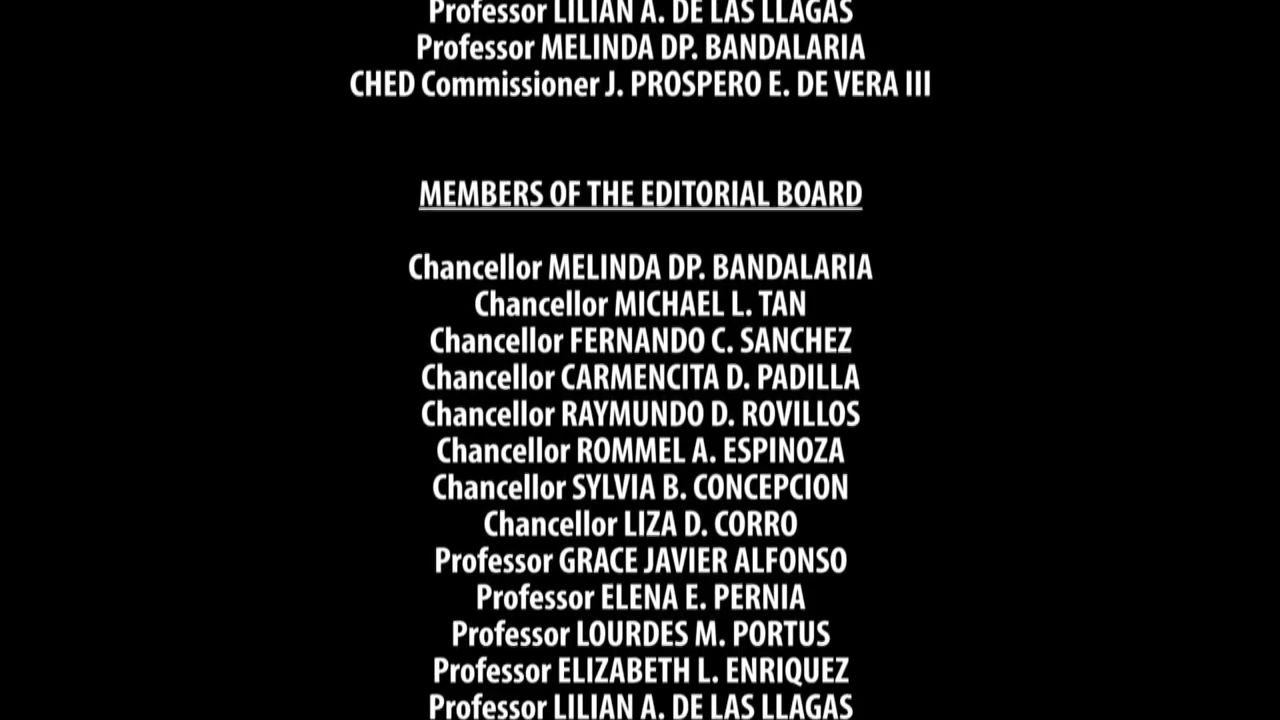 Professor LILIAN A. DE LAS LLAGAS
Professor MELINDA DP. BANDALARIA
CHED Commissioner J. PROSPERO E. DE VERA III
MEMBERS OF THE EDITORIAL BOARD
Chancellor MELINDA DP. BANDALARIA
Chancellor MICHAEL L. TAN
Chancellor FERNANDO C. SANCHEZ
Chancellor CARMENCITA D. PADILLA
Chancellor RAYMUNDO D. ROVILLOS
Chancellor ROMMEL A. ESPINOZA
Chancellor SYLVIA B. CONCEPCION
Chancellor LIZA D. CORRO
Professor GRACE JAVIER ALFONSO
Professor ELENA E. PERNIA
Professor LOURDES M. PORTUS
Professor ELIZABETH L. ENRIQUEZ
Professor LILIAN A. DE LAS LLAGAS